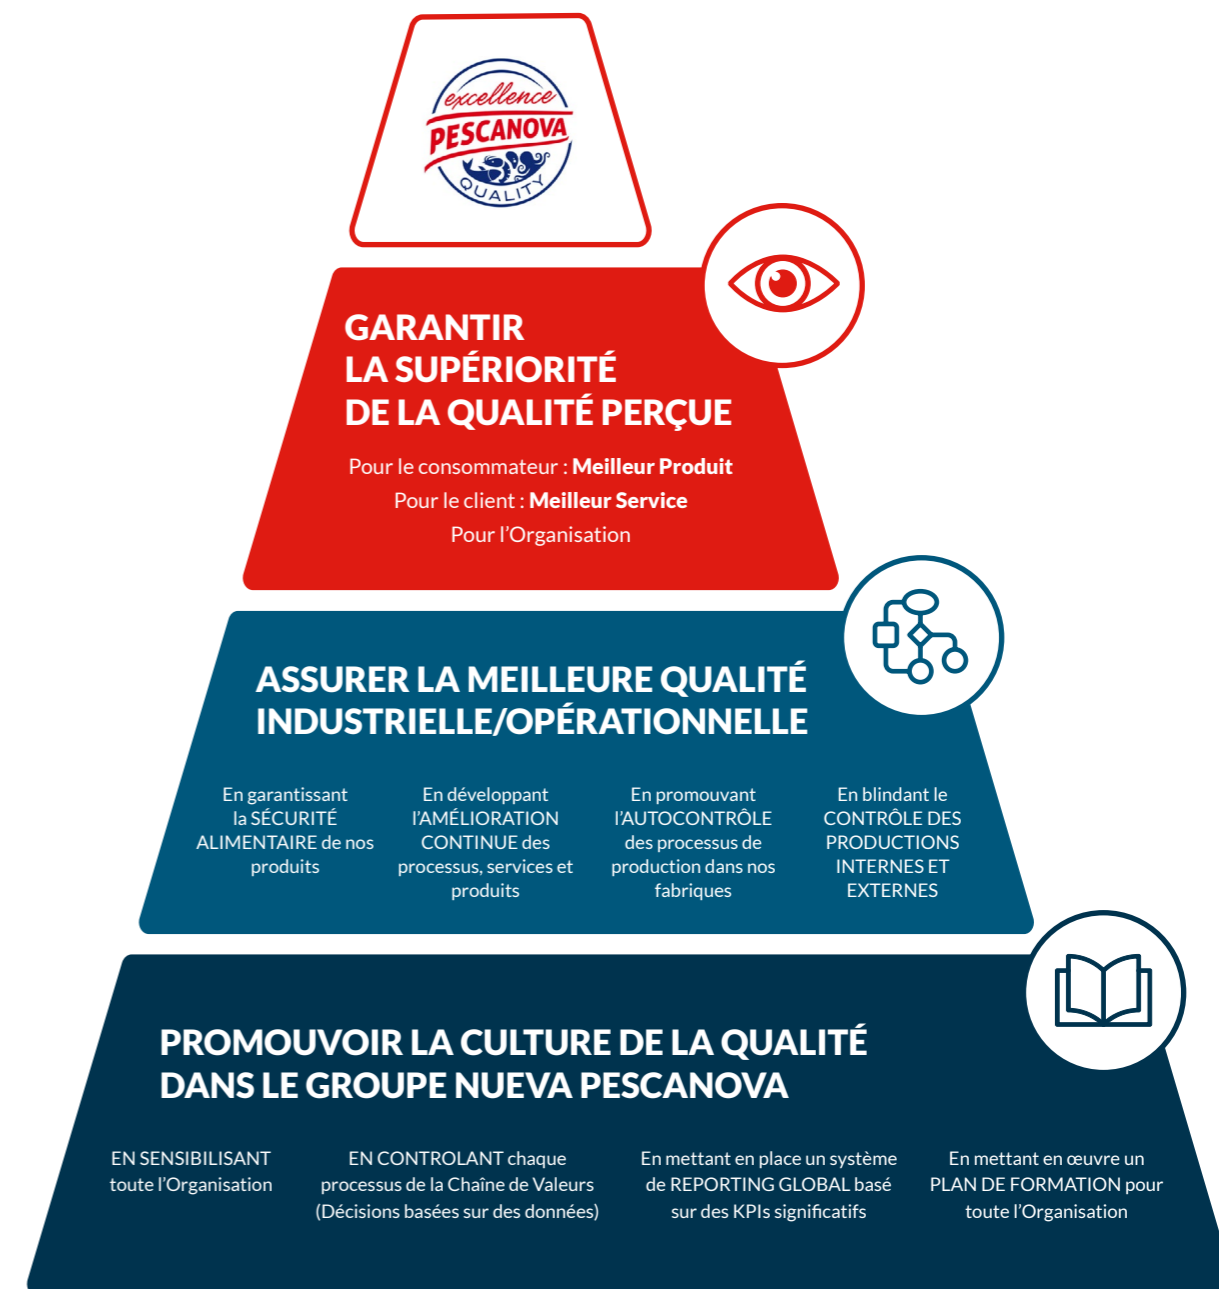 excellence
PESCANOVA
QUALITY
GARANTIR
LA SUPÉRIORITÉ
DE LA QUALITÉ PERÇUE
Pour le consommateur : Meilleur Produit
Pour le client : Meilleur Service
Pour l'Organisation
ASSURER LA MEILLEURE QUALITÉ
INDUSTRIELLE/OPÉRATIONNELLE
En garantissant
la SÉCURITÉ
ALIMENTAIRE de nos
produits
En développant
l'AMÉLIORATION
CONTINUE des
processus, services et
produits
En promouvant
l'AUTOCONTRÔLE
des processus de
production dans nos
fabriques
En blindant le
CONTRÔLE DES
PRODUCTIONS
INTERNES ET
EXTERNES
PROMOUVOIR LA CULTURE DE LA QUALITÉ
DANS LE GROUPE NUEVA PESCANOVA
EN SENSIBILISANT
toute l'Organisation
EN CONTROLANT chaque
processus de la Chaîne de Valeurs
(Décisions basées sur des données)
En mettant en place un système
de REPORTING GLOBAL basé
sur des KPIs significatifs
En mettant en œuvre un
PLAN DE FORMATION pour
toute l'Organisation